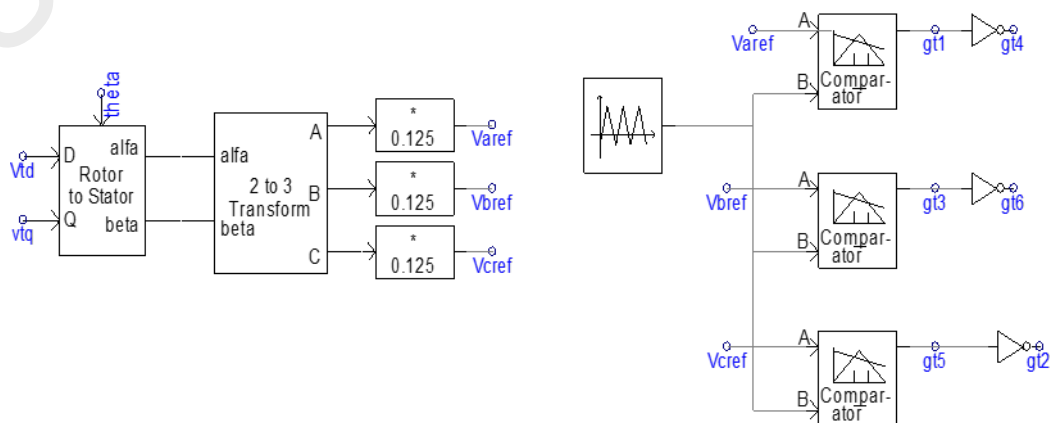 theta
Vtd
vtq
D alfa
Rotor
to Stator
Q beta
alfa
2 to 3
Transform
beta
A
B
C
*
0.125
Varef
*
0.125
Vbref
*
0.125
Vcref
Varef
A
B
Compar-
ator
gt1
gt4
Vbref
A
B
Compar-
ator
gt3
gt6
Vcref
A
B
Compar-
ator
gt5
gt2